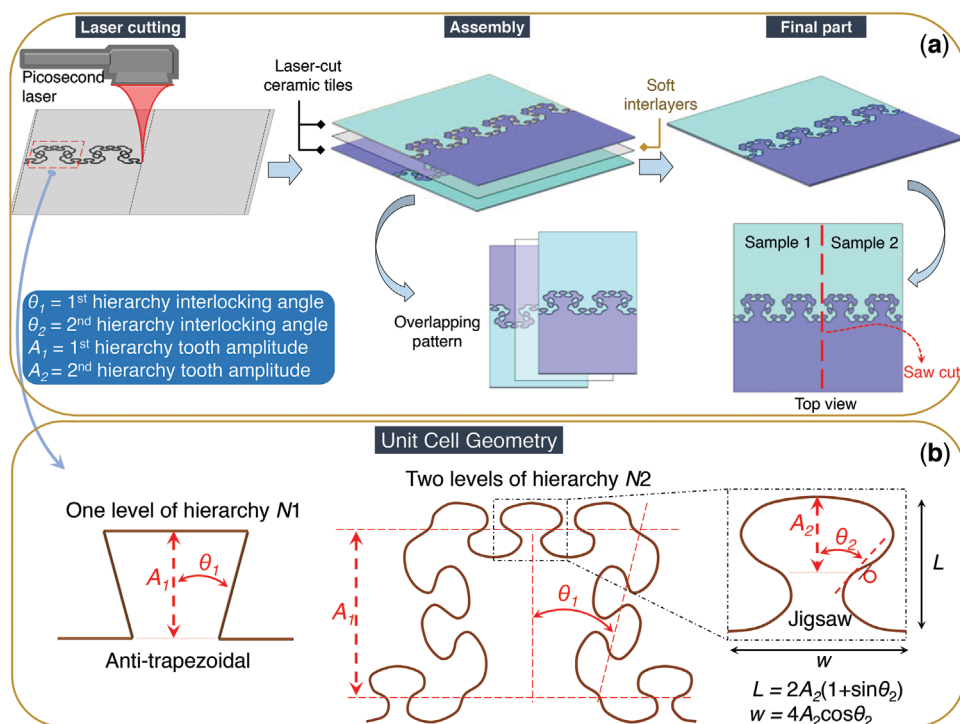 Laser cutting
Assembly
Final part
(a)
Picosecond
laser
Laser-cut
ceramic tiles
Soft
interlayers
θ1 = 1st hierarchy interlocking angle
θ2 = 2nd hierarchy interlocking angle
A1 = 1st hierarchy tooth amplitude
A2 = 2nd hierarchy tooth amplitude
Overlapping
pattern
Sample 1
Sample 2
Saw cut
Top view
Unit Cell Geometry
(b)
One level of hierarchy N1
A1
θ1
Anti-trapezoidal
Two levels of hierarchy N2
A1
θ1
A2
θ2
L
Jigsaw
w
L = 2A2(1+sinθ2)
w = 4A2cosθ2